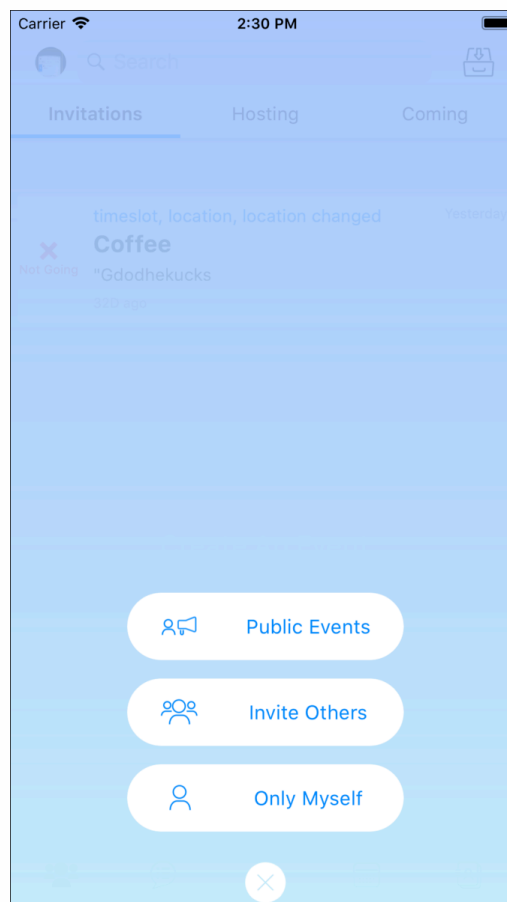 Carrier 2:30 PM
Search
Invitations Hosting Coming
timeslot, location, location changed Yesterday
Coffee
Not Going "Gdodhekucks
Public Events
Invite Others
Only Myself